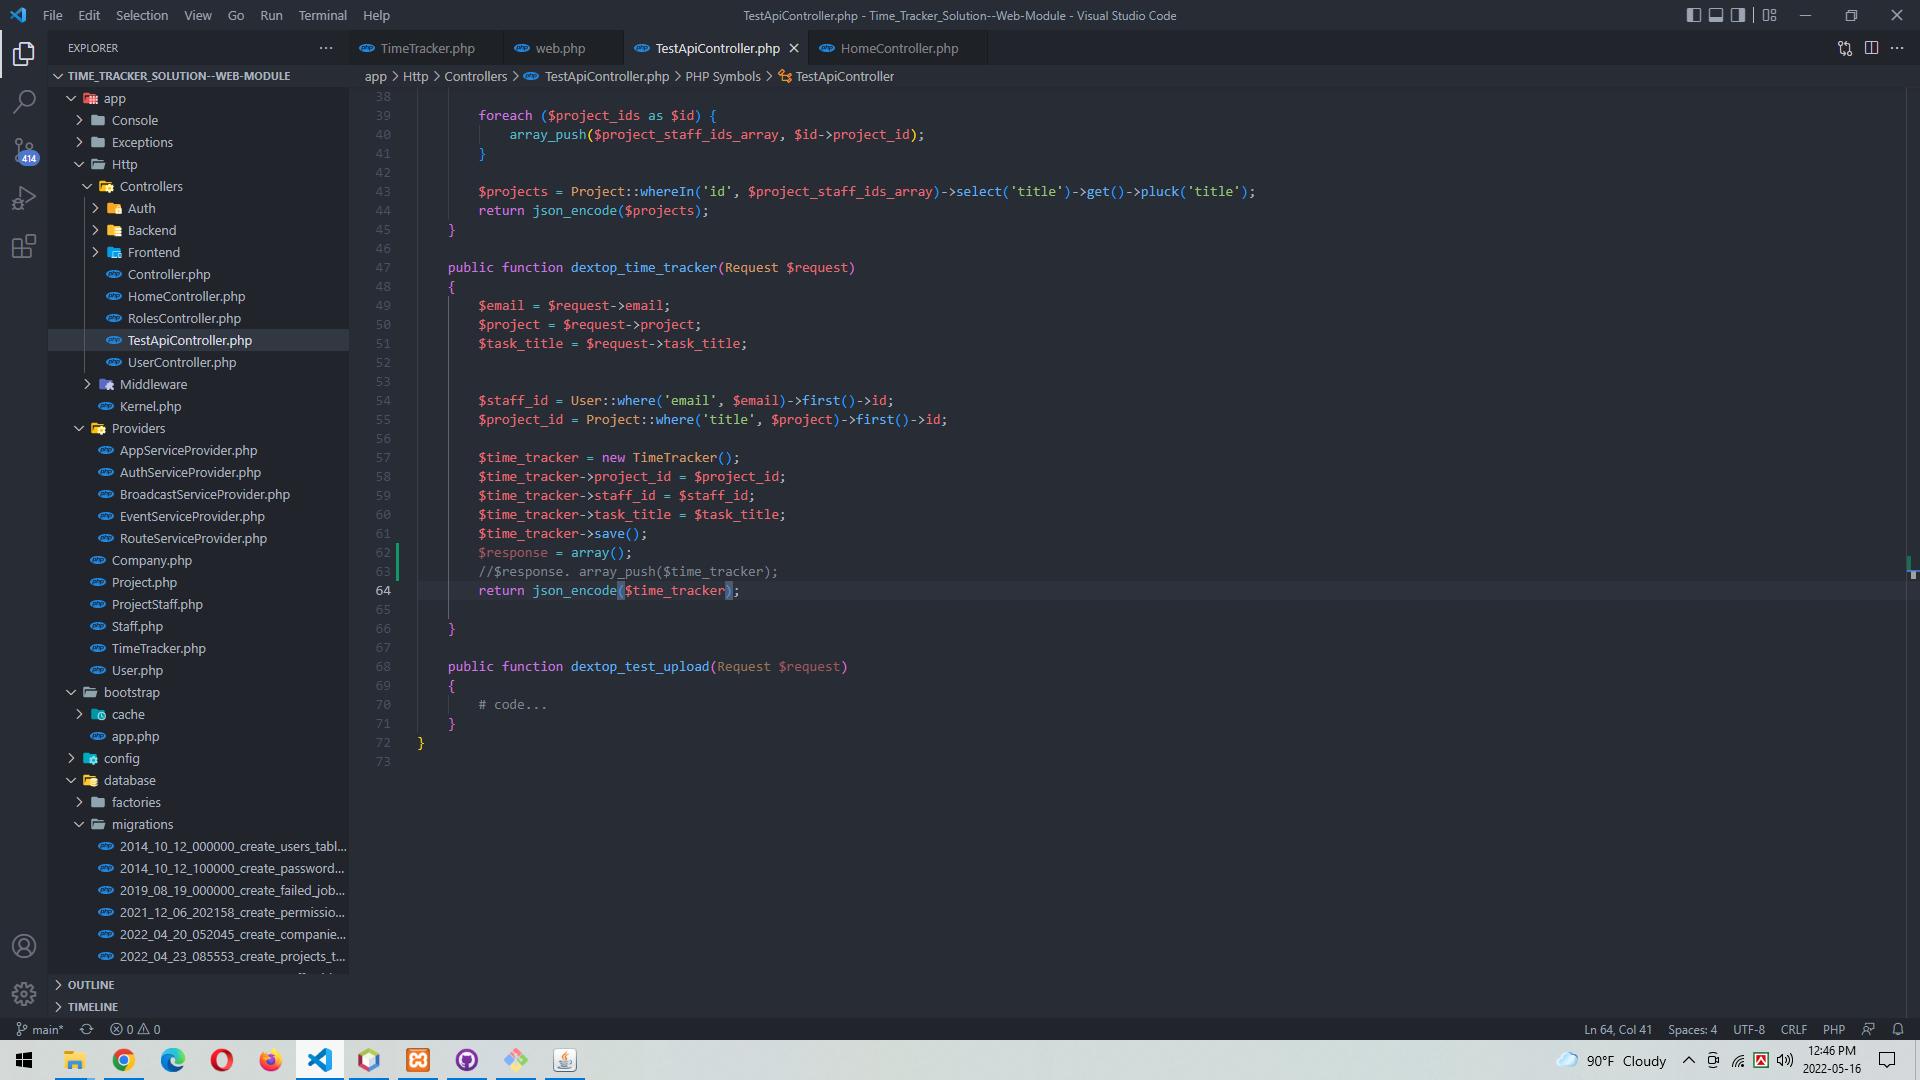 File Edit Selection View Go Run Terminal Help
TestApiController.php - Time_Tracker_Solution--Web-Module - Visual Studio Code
EXPLORER
TimeTracker.php
web.php
TestApiController.php
HomeController.php
TIME_TRACKER_SOLUTION--WEB-MODULE
app > Http > Controllers > TestApiController.php > PHP Symbols > TestApiController
app
Console
Exceptions
Http
Controllers
Auth
Backend
Frontend
Controller.php
HomeController.php
RolesController.php
TestApiController.php
UserController.php
Middleware
Kernel.php
Providers
AppServiceProvider.php
AuthServiceProvider.php
BroadcastServiceProvider.php
EventServiceProvider.php
RouteServiceProvider.php
Company.php
Project.php
ProjectStaff.php
Staff.php
TimeTracker.php
User.php
bootstrap
cache
app.php
config
database
factories
migrations
2014_10_12_000000_create_users_tabl...
2014_10_12_100000_create_password...
2019_08_19_000000_create_failed_job...
2021_12_06_202158_create_permissio...
2022_04_20_052045_create_companie...
2022_04_23_085553_create_projects_t...
OUTLINE
TIMELINE
414
38
39 foreach ($project_ids as $id) {
40 array_push($project_staff_ids_array, $id->project_id);
41 }
42
43 $projects = Project::whereIn('id', $project_staff_ids_array)->select('title')->get()->pluck('title');
44 return json_encode($projects);
45 }
46
47 public function dextop_time_tracker(Request $request)
48 {
49 $email = $request->email;
50 $project = $request->project;
51 $task_title = $request->task_title;
52
53
54 $staff_id = User::where('email', $email)->first()->id;
55 $project_id = Project::where('title', $project)->first()->id;
56
57 $time_tracker = new TimeTracker();
58 $time_tracker->project_id = $project_id;
59 $time_tracker->staff_id = $staff_id;
60 $time_tracker->task_title = $task_title;
61 $time_tracker->save();
62 $response = array();
63 //$response. array_push($time_tracker);
64 return json_encode($time_tracker);
65
66 }
67
68 public function dextop_test_upload(Request $request)
69 {
70 # code...
71 }
72 }
73
main* 0 0
Ln 64, Col 41 Spaces: 4 UTF-8 CRLF PHP
90°F Cloudy
12:46 PM
2022-05-16